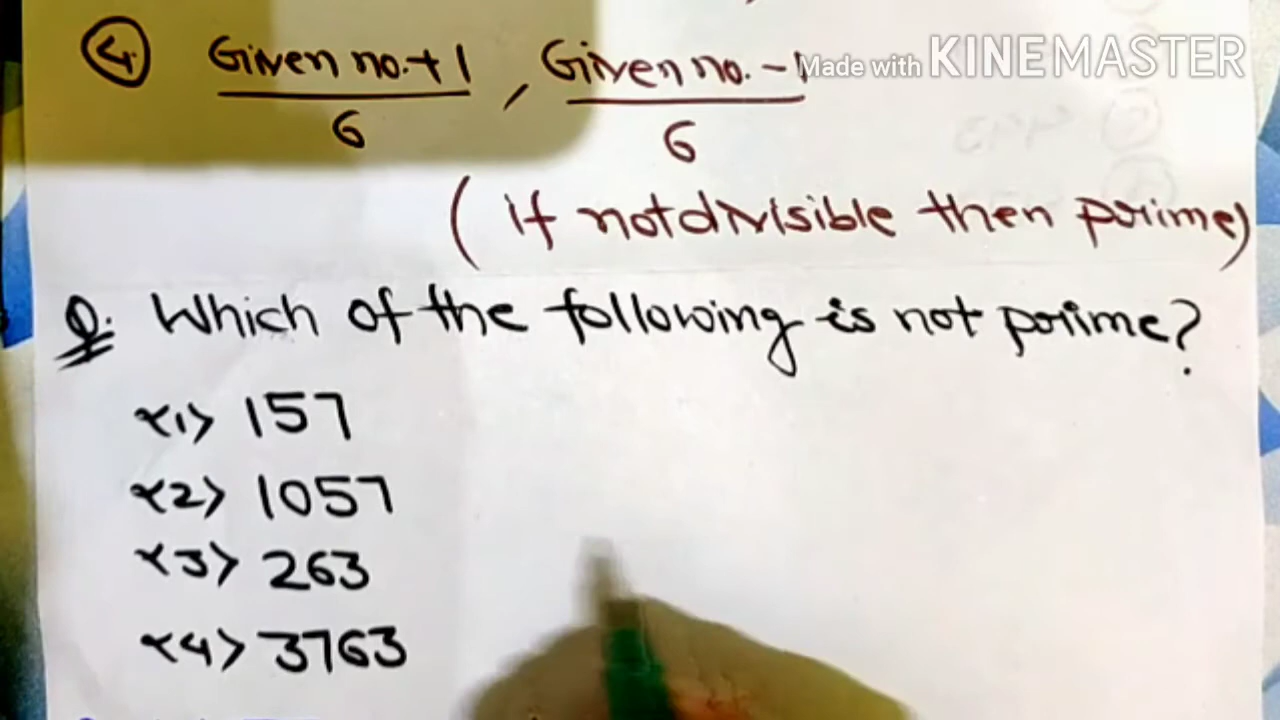 4. Given no.+1 , Given no.-1
6 6
Made with KINEMASTER
(if not divisible then prime)
Q. Which of the following is not prime?
<1> 157
<2> 1057
<3> 263
<4> 3763